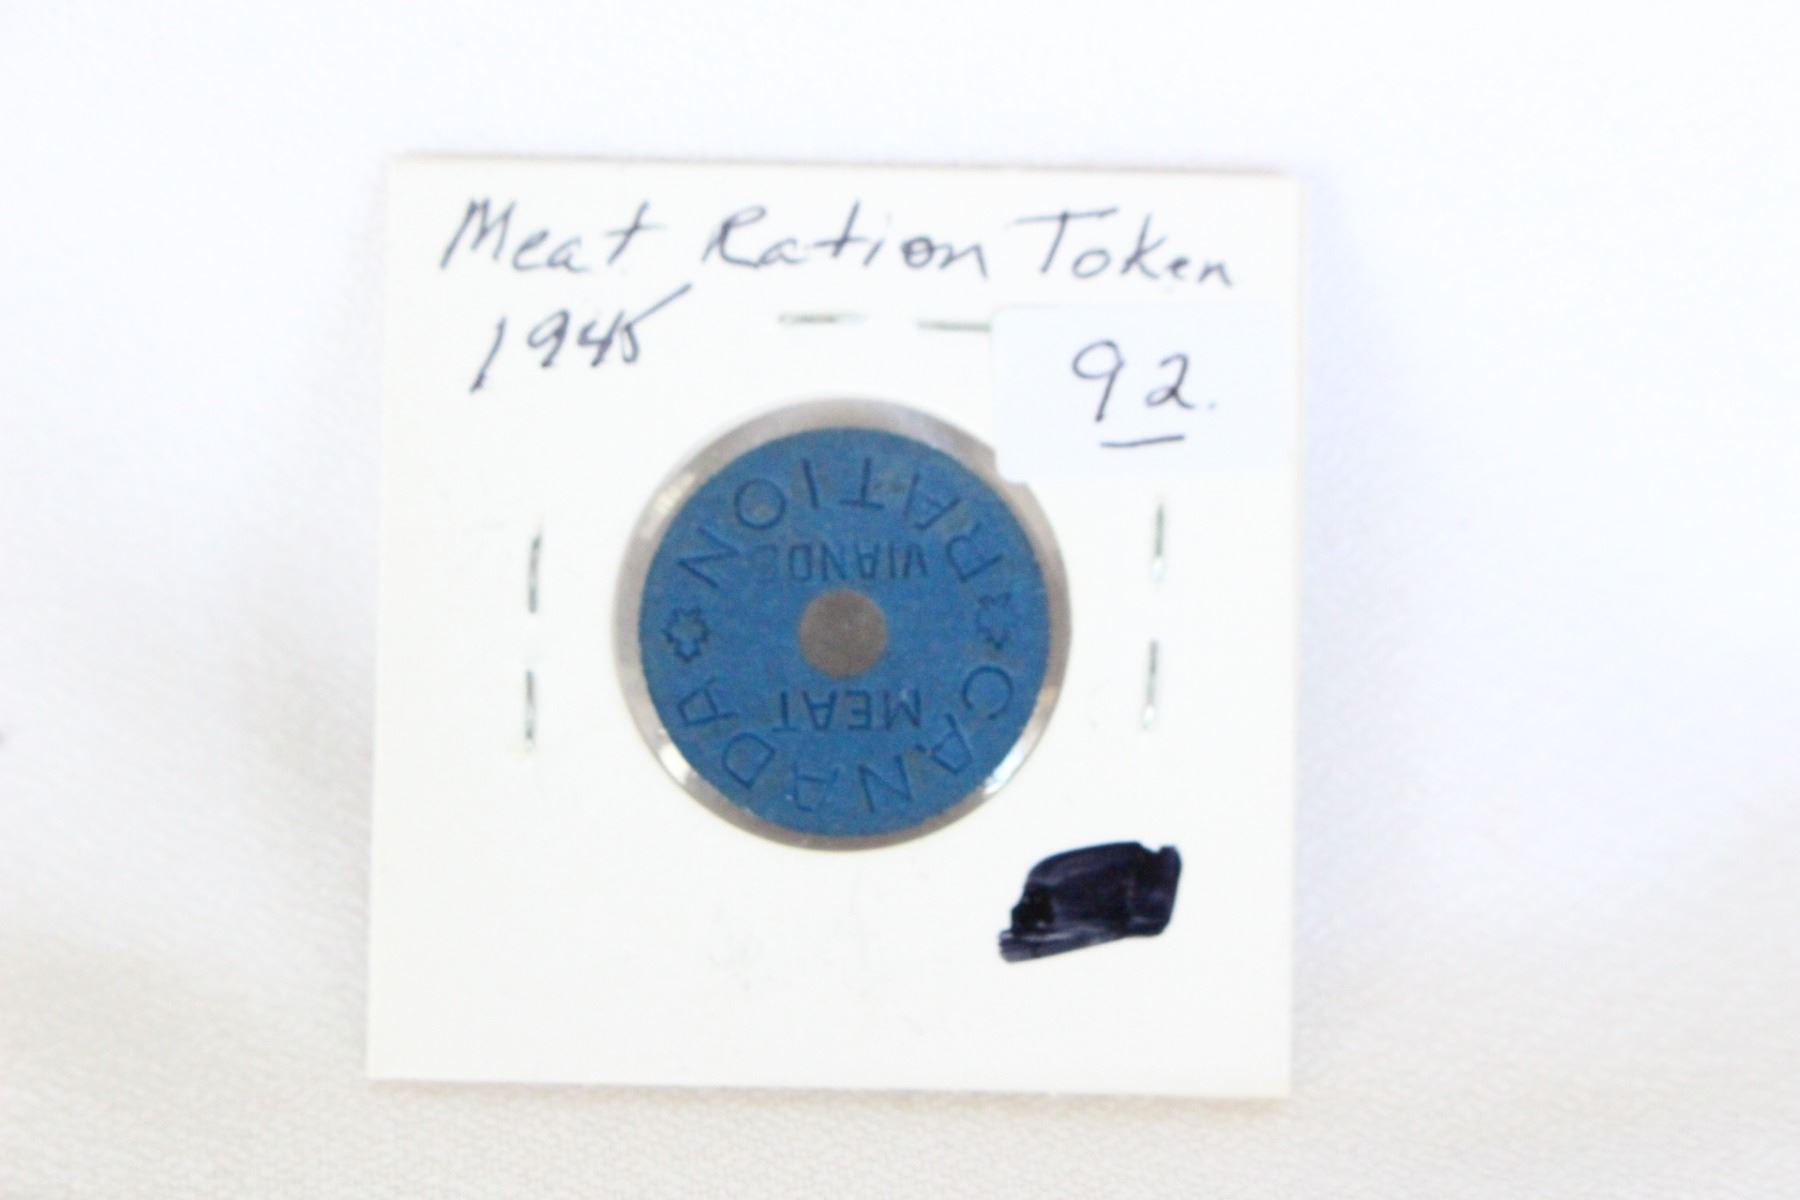 Meat Ration Token
1945
92.
CANADA RATION
MEAT
VIANDE